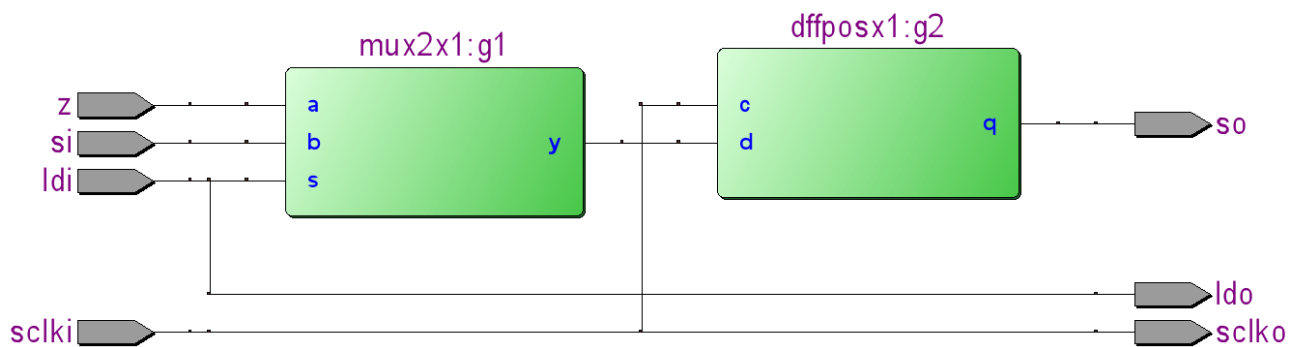 mux2x1:g1
dffposx1:g2
z
si
ldi
a
b
s
y
c
d
q
so
ldo
sclki
sclko